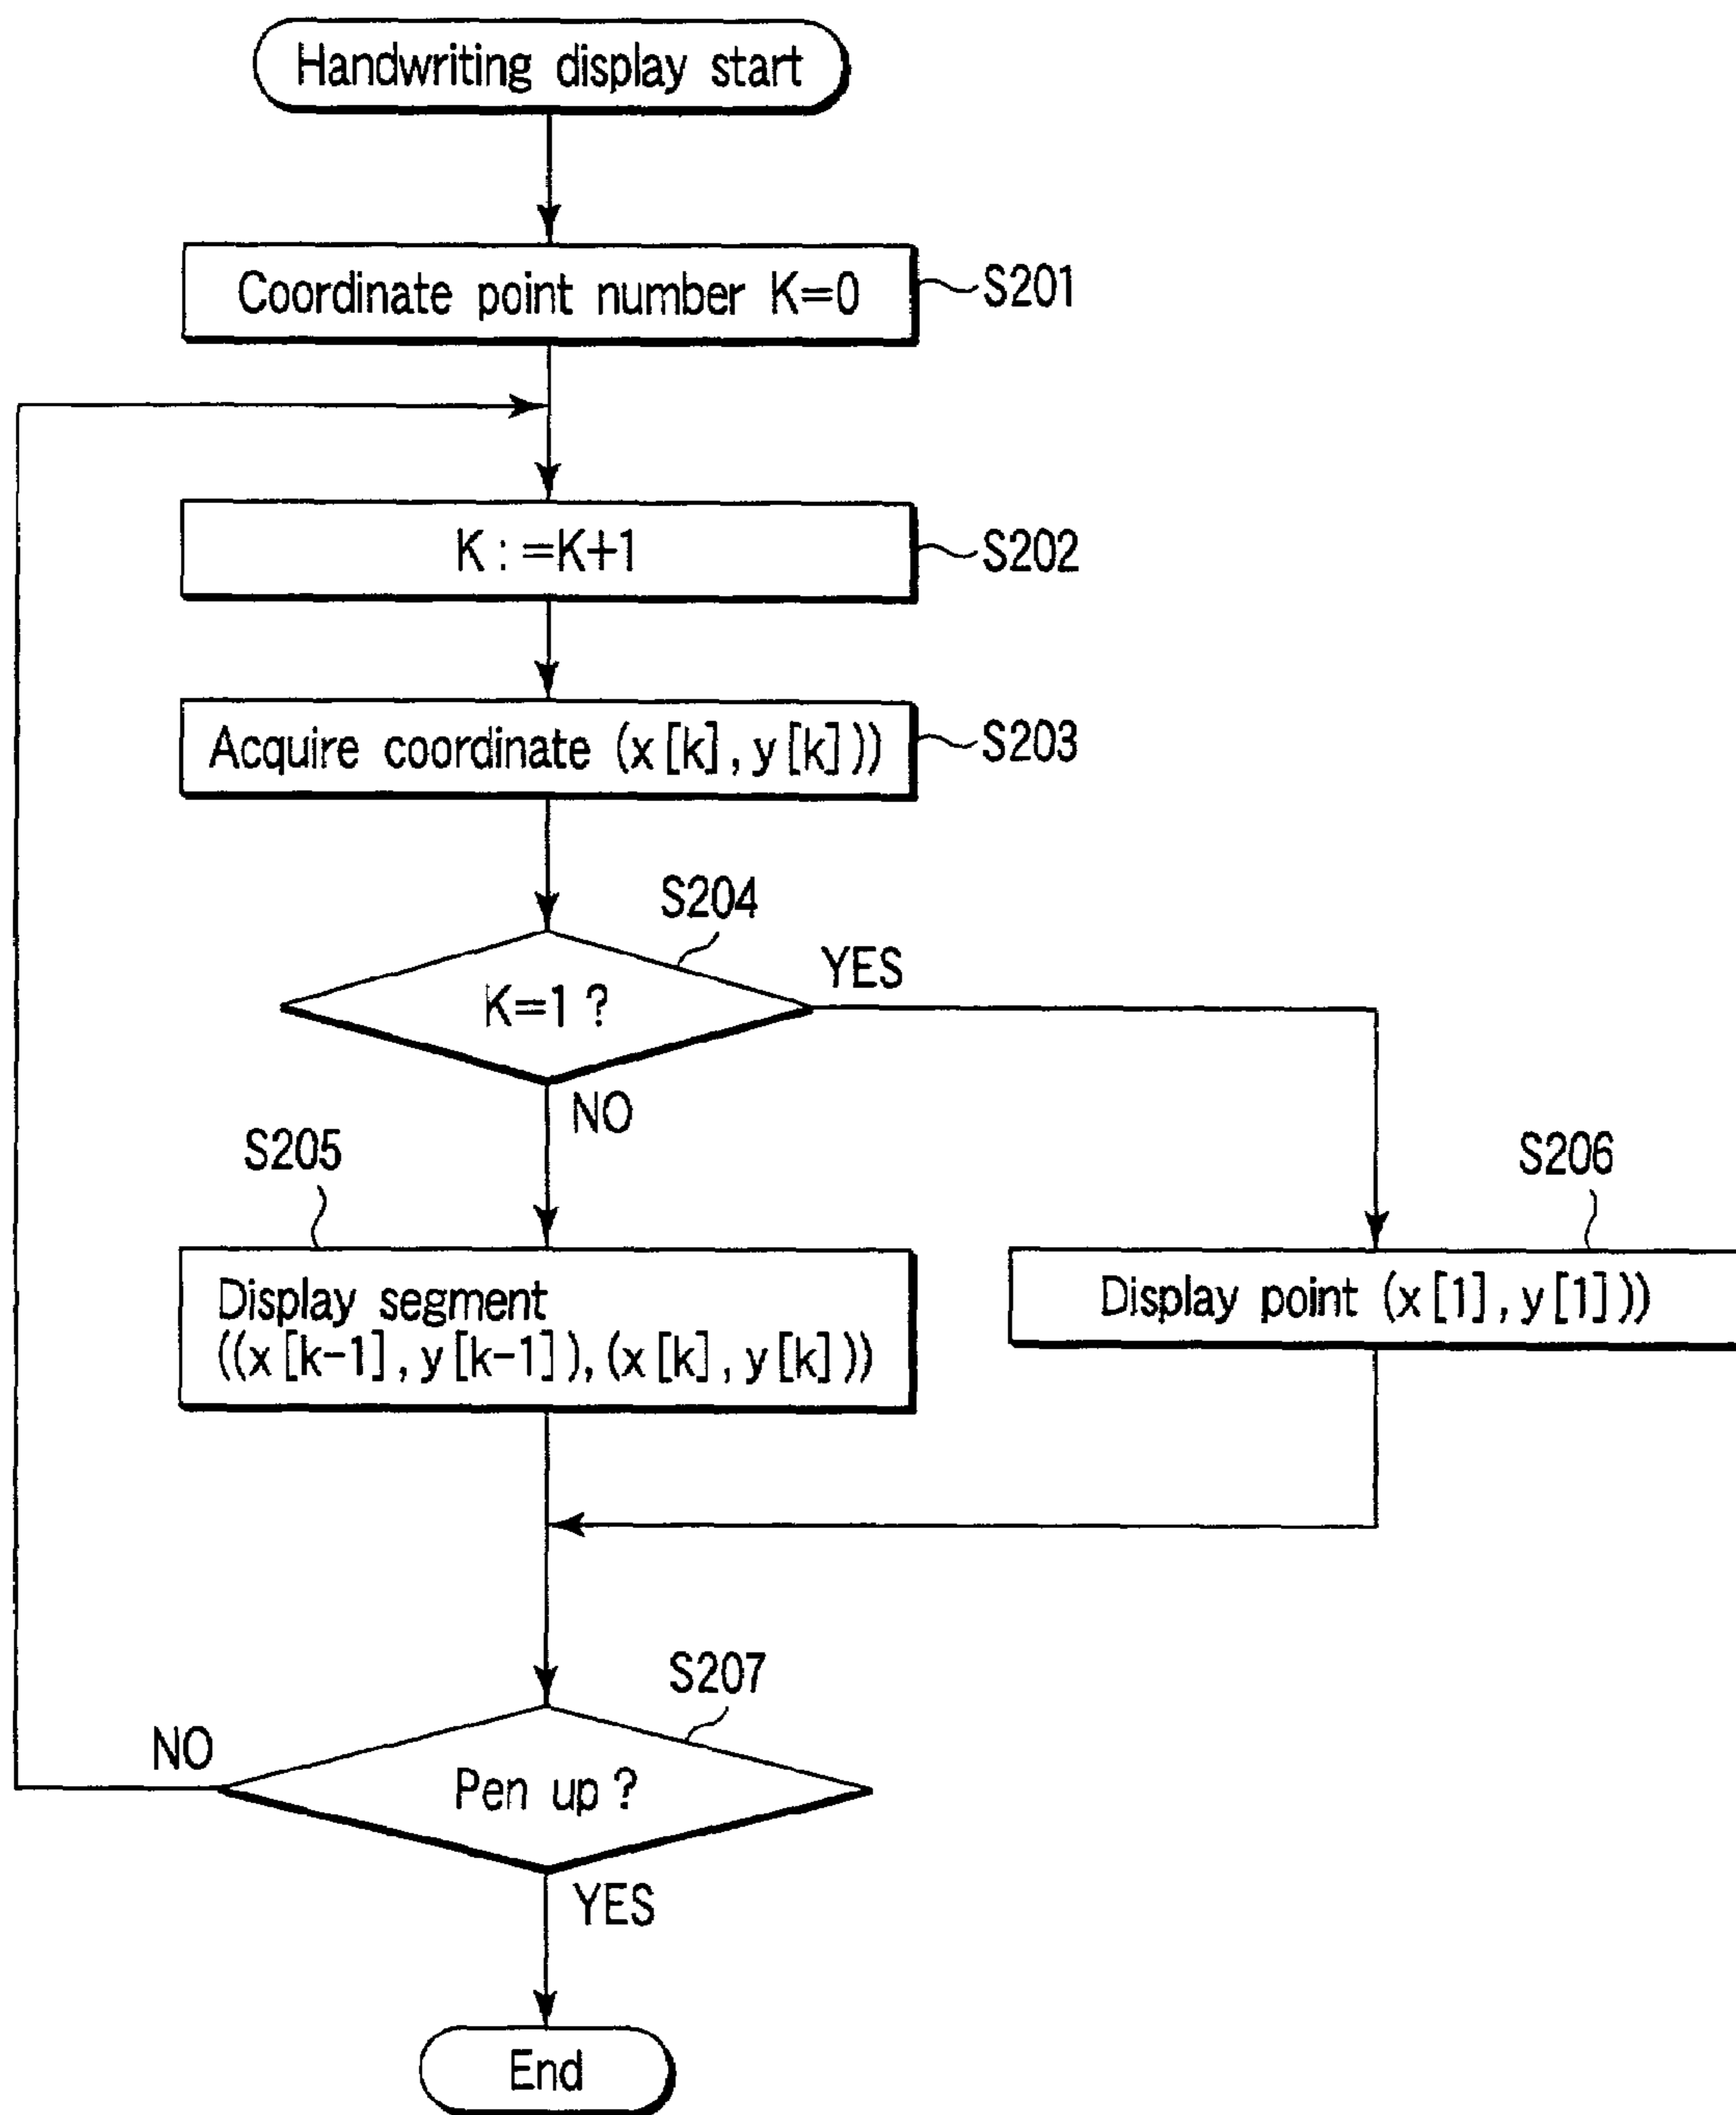 Handwriting display start
Coordinate point number K=0
S201
K:=K+1
S202
Acquire coordinate (x[k],y[k]))
S203
S204
K=1?
YES
NO
S205
Display segment
((x[k-1],y[k-1]),(x[k],y[k]))
S206
Display point (x[1],y[1]))
S207
Pen up?
NO
YES
End